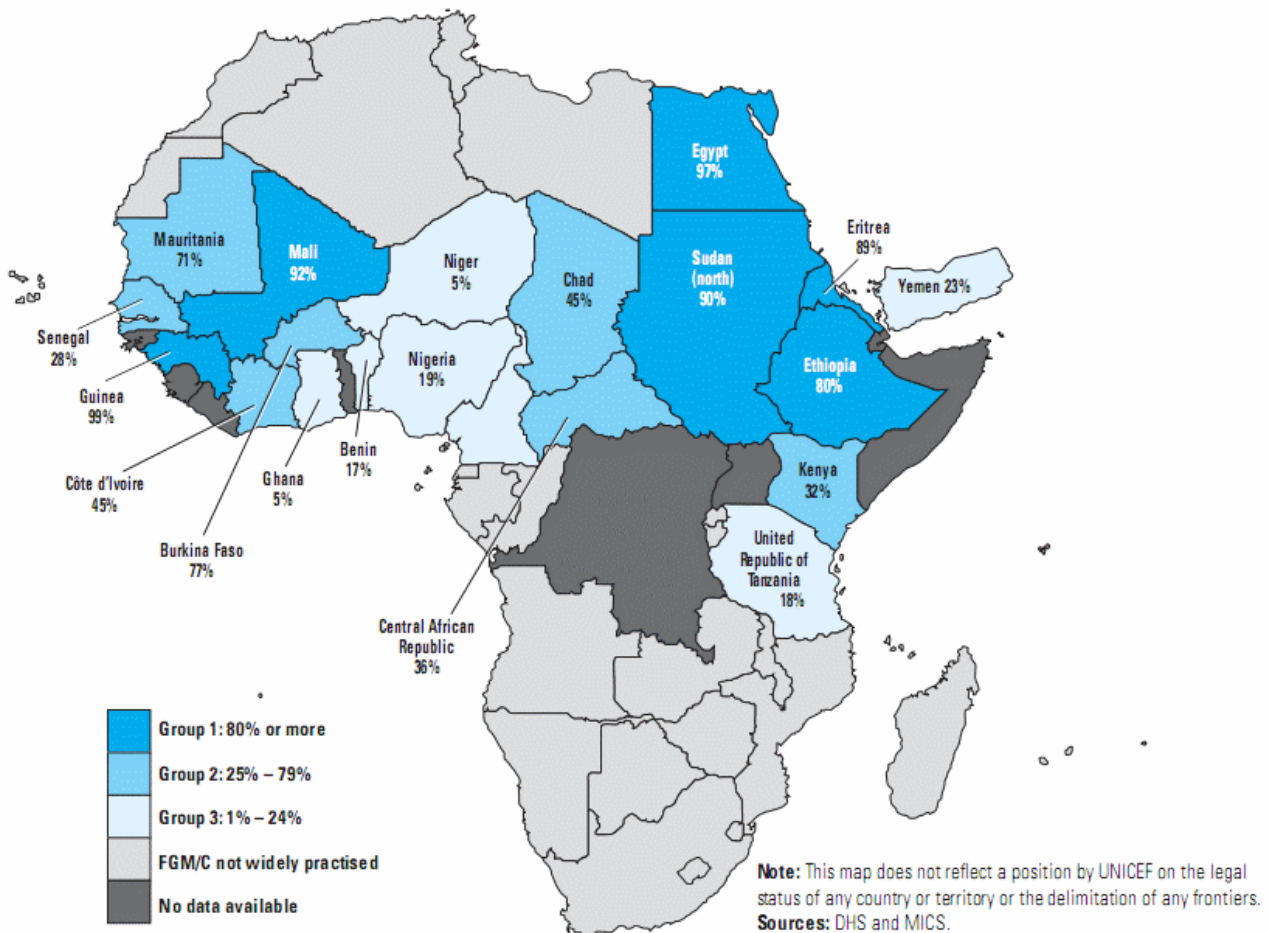 Egypt
97%
Eritrea
89%
Mauritania
71%
Mali
92%
Niger
5%
Chad
45%
Sudan
(north)
90%
Yemen 23%
Senegal
28%
Nigeria
19%
Ethiopia
80%
Guinea
99%
Benin
17%
Kenya
32%
Ghana
5%
Côte d'Ivoire
45%
United
Republic of
Tanzania
18%
Burkina Faso
77%
Central African
Republic
36%
Group 1: 80% or more
Group 2: 25% – 79%
Group 3: 1% – 24%
FGM/C not widely practised
No data available
Note: This map does not reflect a position by UNICEF on the legal
status of any country or territory or the delimitation of any frontiers.
Sources: DHS and MICS.